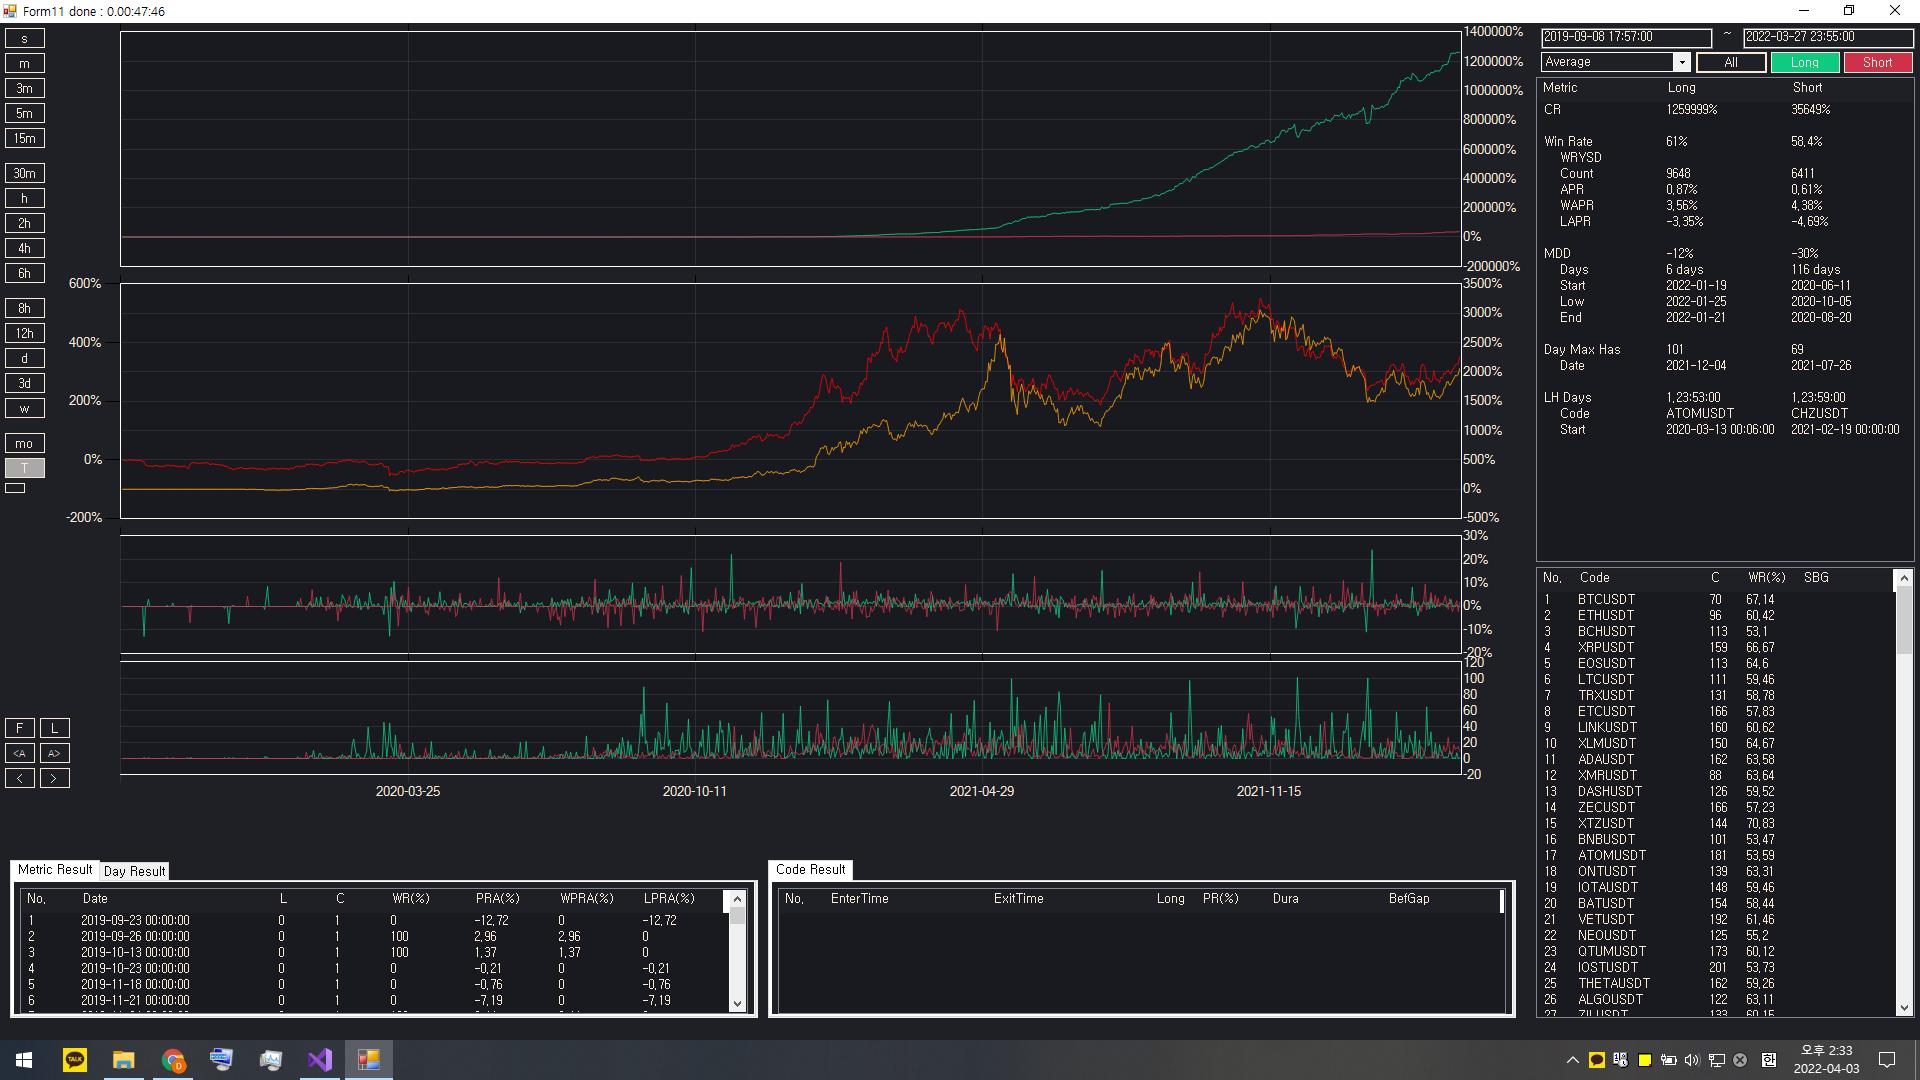 Form11 done : 0.00:47:46
s
m
3m
5m
15m
30m
h
2h
4h
6h
8h
12h
d
3d
w
mo
T
F L
<A A>
< >
1400000%
1200000%
1000000%
800000%
600000%
400000%
200000%
0%
-200000%
600%
400%
200%
0%
-200%
3500%
3000%
2500%
2000%
1500%
1000%
500%
0%
-500%
30%
20%
10%
0%
-10%
-20%
120
100
80
60
40
20
0
-20
2020-03-25 2020-10-11 2021-04-29 2021-11-15
2019-09-08 17:57:00 ~ 2022-03-27 23:55:00
Average All Long Short
Metric Long Short
CR 1259999% 35649%
Win Rate 61% 58.4%
WRYSD
Count 9648 6411
APR 0.87% 0.61%
WAPR 3.56% 4.38%
LAPR -3.35% -4.69%
MDD -12% -30%
Days 6 days 116 days
Start 2022-01-19 2020-06-11
Low 2022-01-25 2020-10-05
End 2022-01-21 2020-08-20
Day Max Has 101 69
Date 2021-12-04 2021-07-26
LH Days 1.23:53:00 1.23:59:00
Code ATOMUSDT CHZUSDT
Start 2020-03-13 00:06:00 2021-02-19 00:00:00
No. Code C WR(%) SBG
1 BTCUSDT 70 67.14
2 ETHUSDT 96 60.42
3 BCHUSDT 113 53.1
4 XRPUSDT 159 66.67
5 EOSUSDT 113 64.6
6 LTCUSDT 111 59.46
7 TRXUSDT 131 58.78
8 ETCUSDT 166 57.83
9 LINKUSDT 160 60.62
10 XLMUSDT 150 64.67
11 ADAUSDT 162 63.58
12 XMRUSDT 88 63.64
13 DASHUSDT 126 59.52
14 ZECUSDT 166 57.23
15 XTZUSDT 144 70.83
16 BNBUSDT 101 53.47
17 ATOMUSDT 181 53.59
18 ONTUSDT 139 63.31
19 IOTAUSDT 148 59.46
20 BATUSDT 154 58.44
21 VETUSDT 192 61.46
22 NEOUSDT 125 55.2
23 QTUMUSDT 173 60.12
24 IOSTUSDT 201 53.73
25 THETAUSDT 162 59.26
26 ALGOUSDT 122 63.11
27 ZILUSDT 133 60.15
Metric Result Day Result
No. Date L C WR(%) PRA(%) WPRA(%) LPRA(%)
1 2019-09-23 00:00:00 0 1 0 -12.72 0 -12.72
2 2019-09-26 00:00:00 0 1 100 2.96 2.96 0
3 2019-10-13 00:00:00 0 1 100 1.37 1.37 0
4 2019-10-23 00:00:00 0 1 0 -0.21 0 -0.21
5 2019-11-18 00:00:00 0 1 0 -0.76 0 -0.76
6 2019-11-21 00:00:00 0 1 0 -7.19 0 -7.19
Code Result
No. EnterTime ExitTime Long PR(%) Dura BefGap
TALK
오후 2:33
2022-04-03